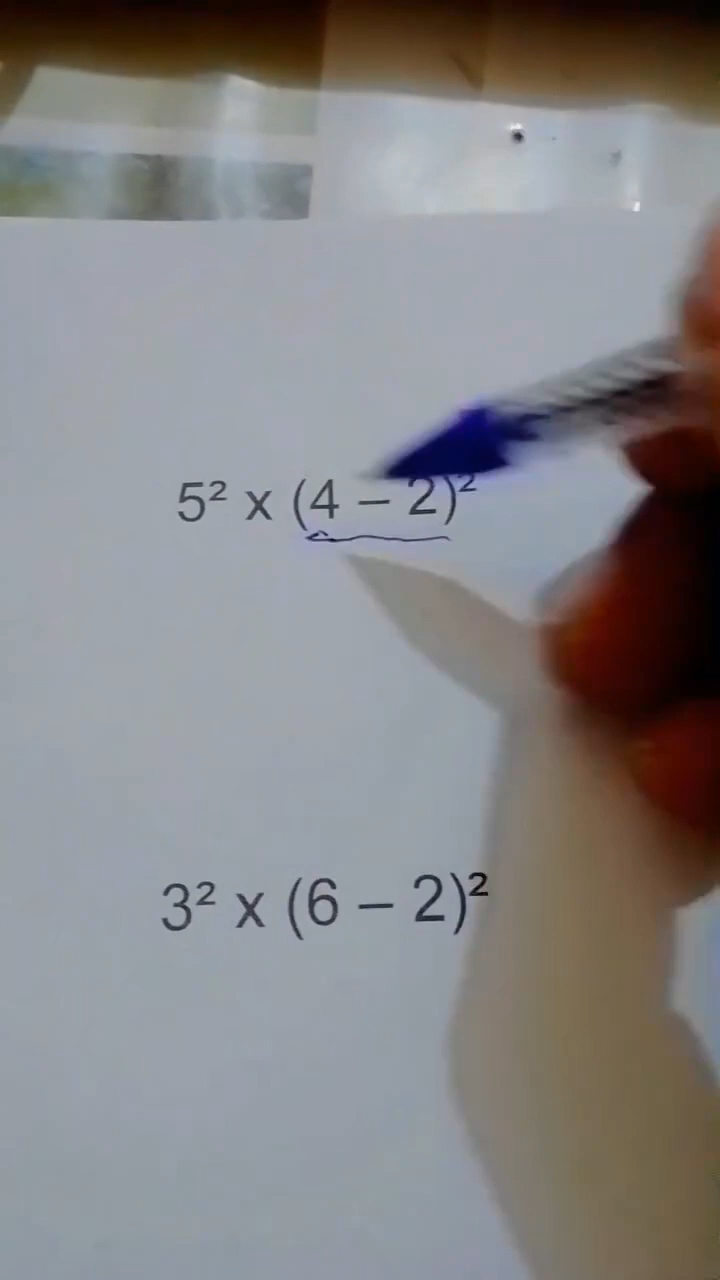 5² x (4 – 2)²
3² x (6 – 2)²